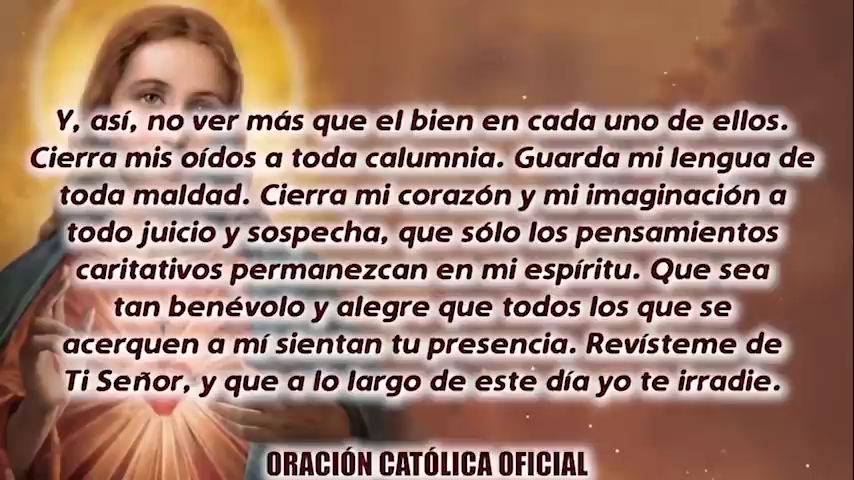 Y, así, no ver más que el bien en cada uno de ellos.
Cierra mis oídos a toda calumnia. Guarda mi lengua de
toda maldad. Cierra mi corazón y mi imaginación a
todo juicio y sospecha, que sólo los pensamientos
caritativos permanezcan en mi espíritu. Que sea
tan benévolo y alegre que todos los que se
acerquen a mí sientan tu presencia. Revísteme de
Ti Señor, y que a lo largo de este día yo te irradie.
ORACIÓN CATÓLICA OFICIAL